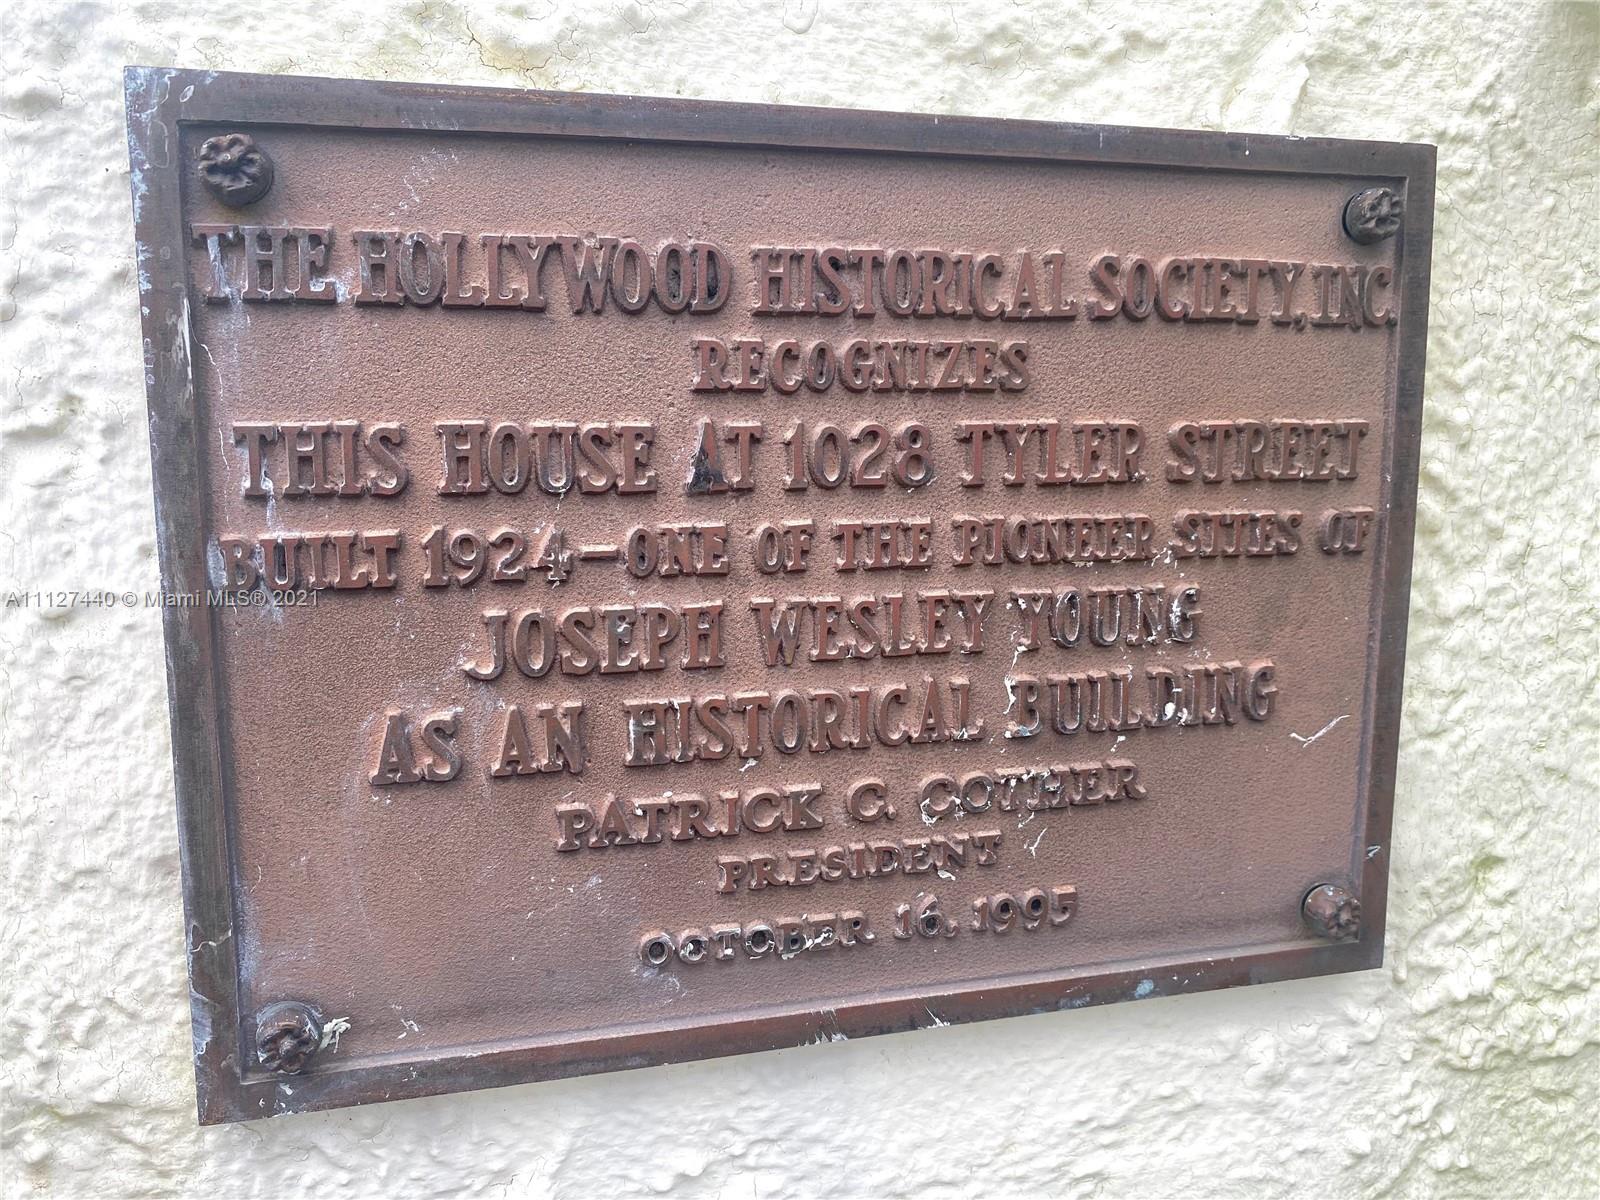 THE HOLLYWOOD HISTORICAL SOCIETY, INC.
RECOGNIZES
THIS HOUSE AT 1028 TYLER STREET
BUILT 1924—ONE OF THE PIONEER SITES OF
A11127440 © Miami MLS® 2021
JOSEPH WESLEY YOUNG
AS AN HISTORICAL BUILDING
PATRICK C. COTHER
PRESIDENT
OCTOBER 16, 1995